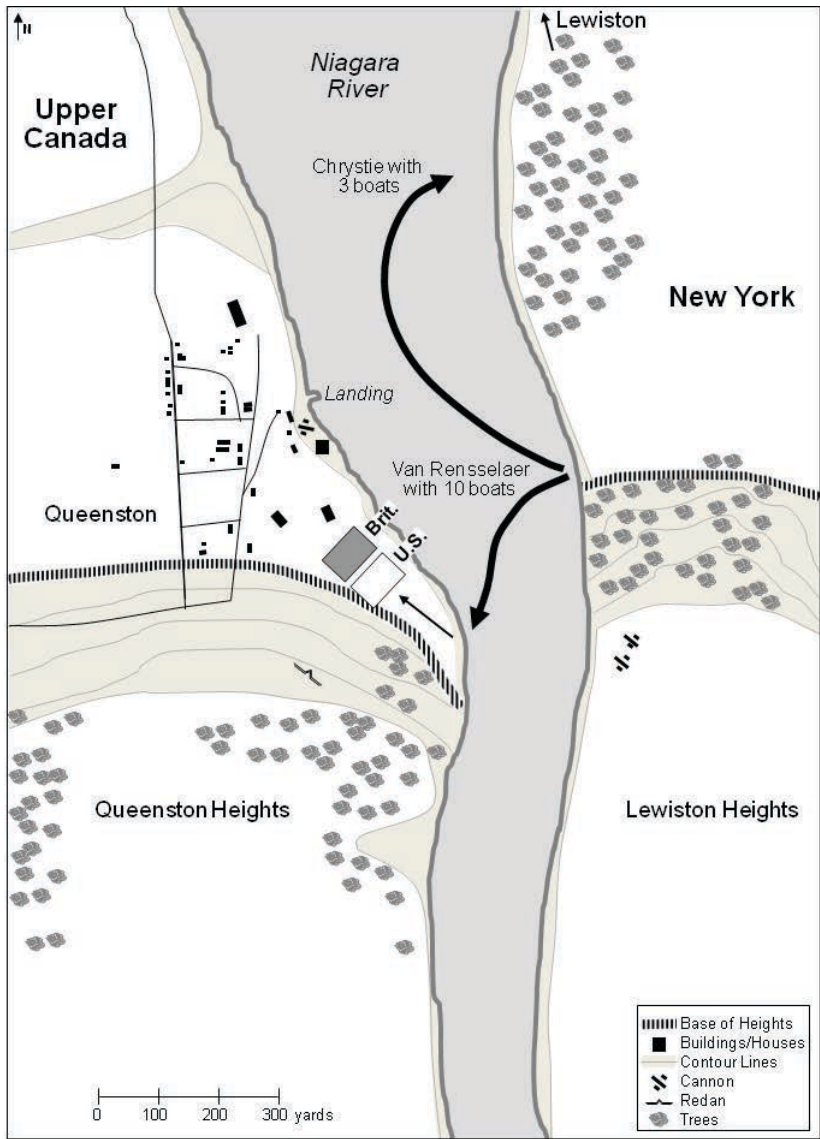 N
Lewiston
Niagara
River
Upper
Canada
Chrystie with
3 boats
New York
Landing
Van Rensselaer
with 10 boats
Queenston
Brit.
U.S.
Queenston Heights
Lewiston Heights
Base of Heights
Buildings/Houses
Contour Lines
Cannon
Redan
Trees
0 100 200 300 yards